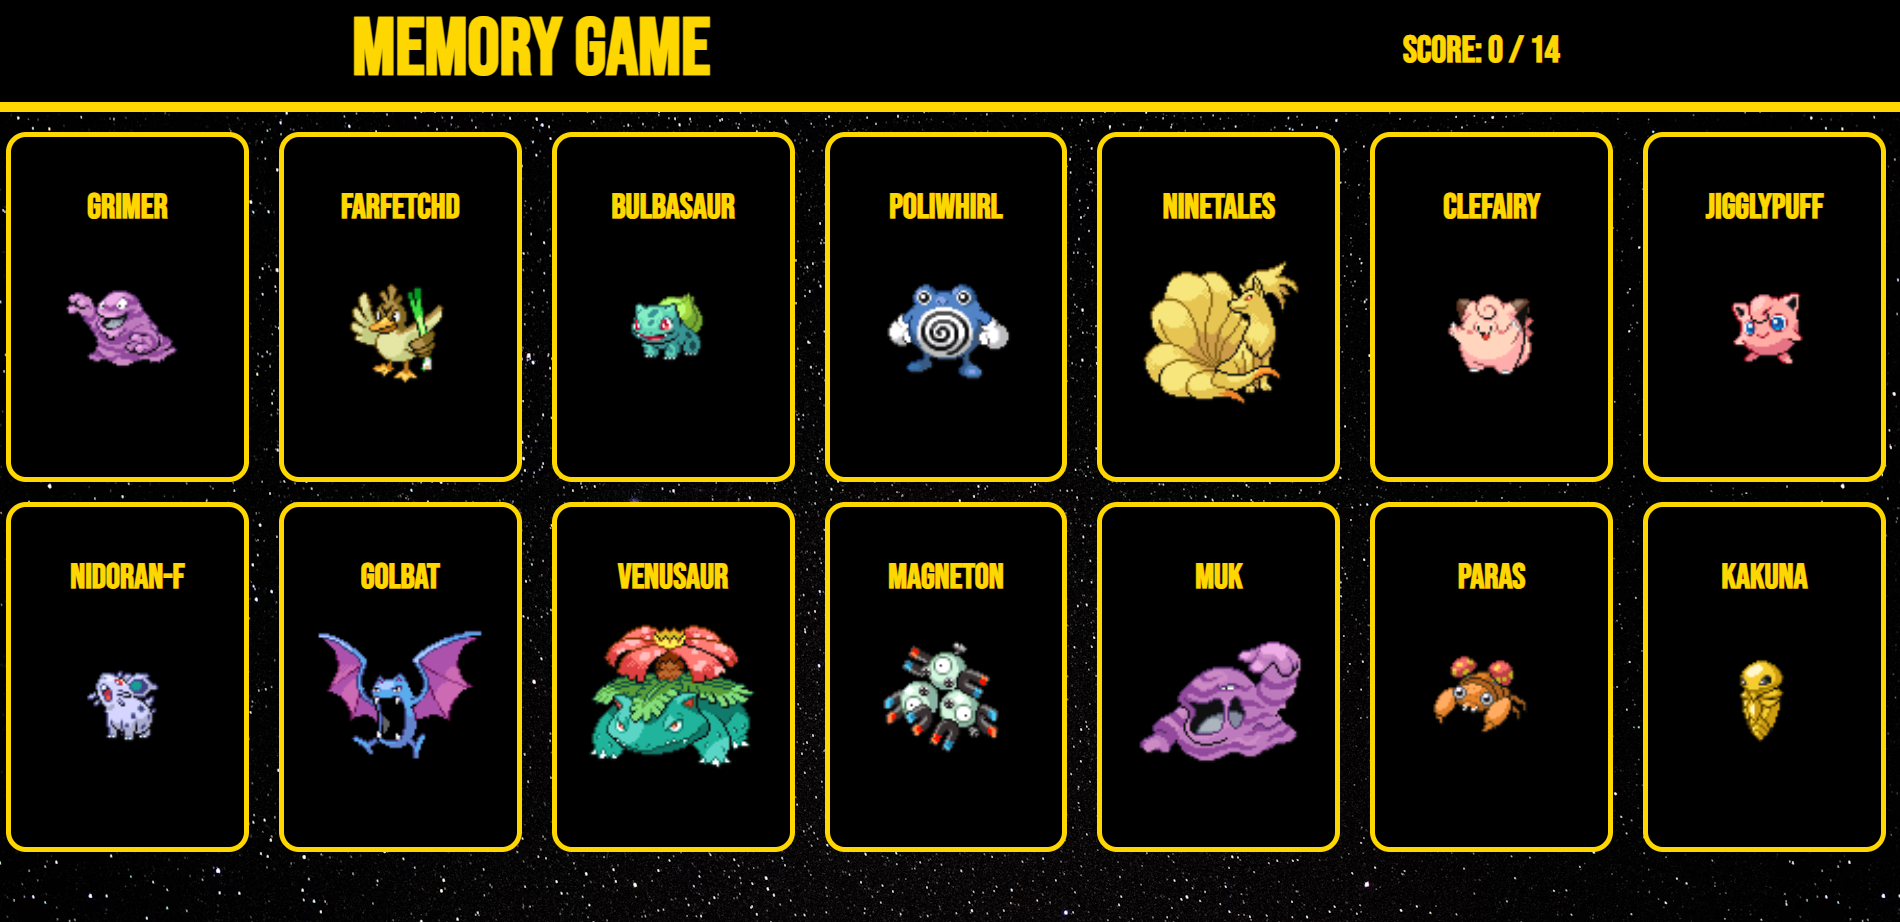 MEMORY GAME
SCORE: 0 / 14
GRIMER
FARFETCHD
BULBASAUR
POLIWHIRL
NINETALES
CLEFAIRY
JIGGLYPUFF
NIDORAN-F
GOLBAT
VENUSAUR
MAGNETON
MUK
PARAS
KAKUNA